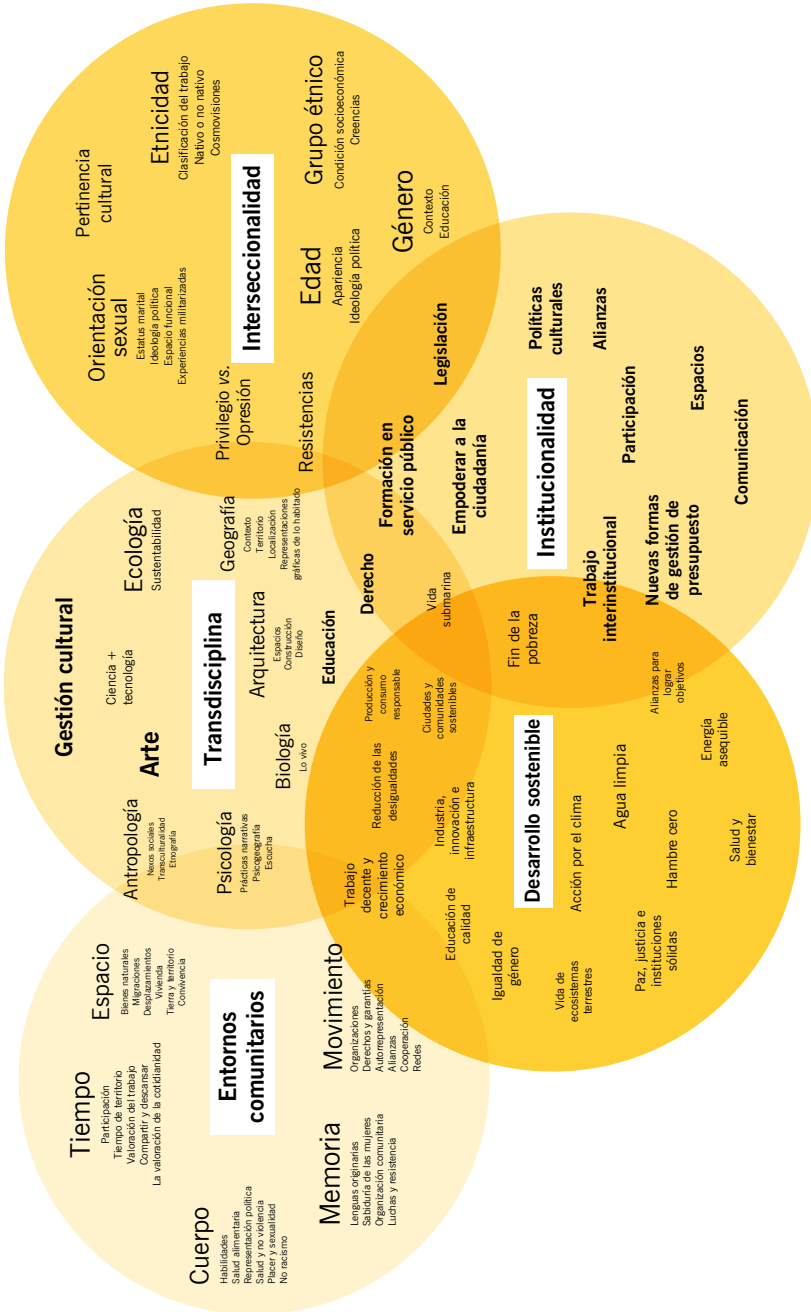 Entornos
comunitarios
Tiempo
Participación
Tiempo de territorio
Valoración del trabajo
Compartir y descansar
La valoración de la cotidianidad
Espacio
Bienes naturales
Migraciones
Desplazamientos
Vivienda
Tierra y territorio
Convivencia
Cuerpo
Habilidades
Salud alimentaria
Representación política
Salud y no violencia
Placer y sexualidad
No racismo
Memoria
Lenguas originarias
Sabiduría de las mujeres
Organización comunitaria
Luchas y resistencia
Movimiento
Organizaciones
Derechos y garantías
Autorrepresentación
Alianzas
Cooperación
Redes
Gestión cultural
Transdisciplina
Ciencia +
tecnología
Arte
Ecología
Sustentabilidad
Antropología
Nexos sociales
Transculturalidad
Etnografía
Psicología
Prácticas narrativas
Psicogeografía
Escucha
Biología
Lo vivo
Arquitectura
Espacios
Construcción
Diseño
Geografía
Contexto
Territorio
Localización
Representaciones
gráficas de lo habitado
Educación
Derecho
Interseccionalidad
Pertinencia
cultural
Orientación
sexual
Estatus marital
Ideología política
Espacio funcional
Experiencias militarizadas
Etnicidad
Clasificación del trabajo
Nativo o no nativo
Cosmovisiones
Privilegio vs.
Opresión
Resistencias
Edad
Apariencia
Ideología política
Grupo étnico
Condición socioeconómica
Creencias
Género
Contexto
Educación
Desarrollo sostenible
Trabajo
decente y
crecimiento
económico
Reducción de las
desigualdades
Producción y
consumo
responsable
Ciudades y
comunidades
sostenibles
Industria,
innovación e
infraestructura
Educación de
calidad
Igualdad de
género
Vida de
ecosistemas
terrestres
Acción por el clima
Agua limpia
Paz, justicia e
instituciones
sólidas
Hambre cero
Salud y
bienestar
Energía
asequible
Alianzas para
lograr
objetivos
Fin de la
pobreza
Vida
submarina
Institucionalidad
Formación en
servicio público
Legislación
Empoderar a la
ciudadanía
Políticas
culturales
Alianzas
Participación
Trabajo
interinstitucional
Nuevas formas
de gestión de
presupuesto
Espacios
Comunicación